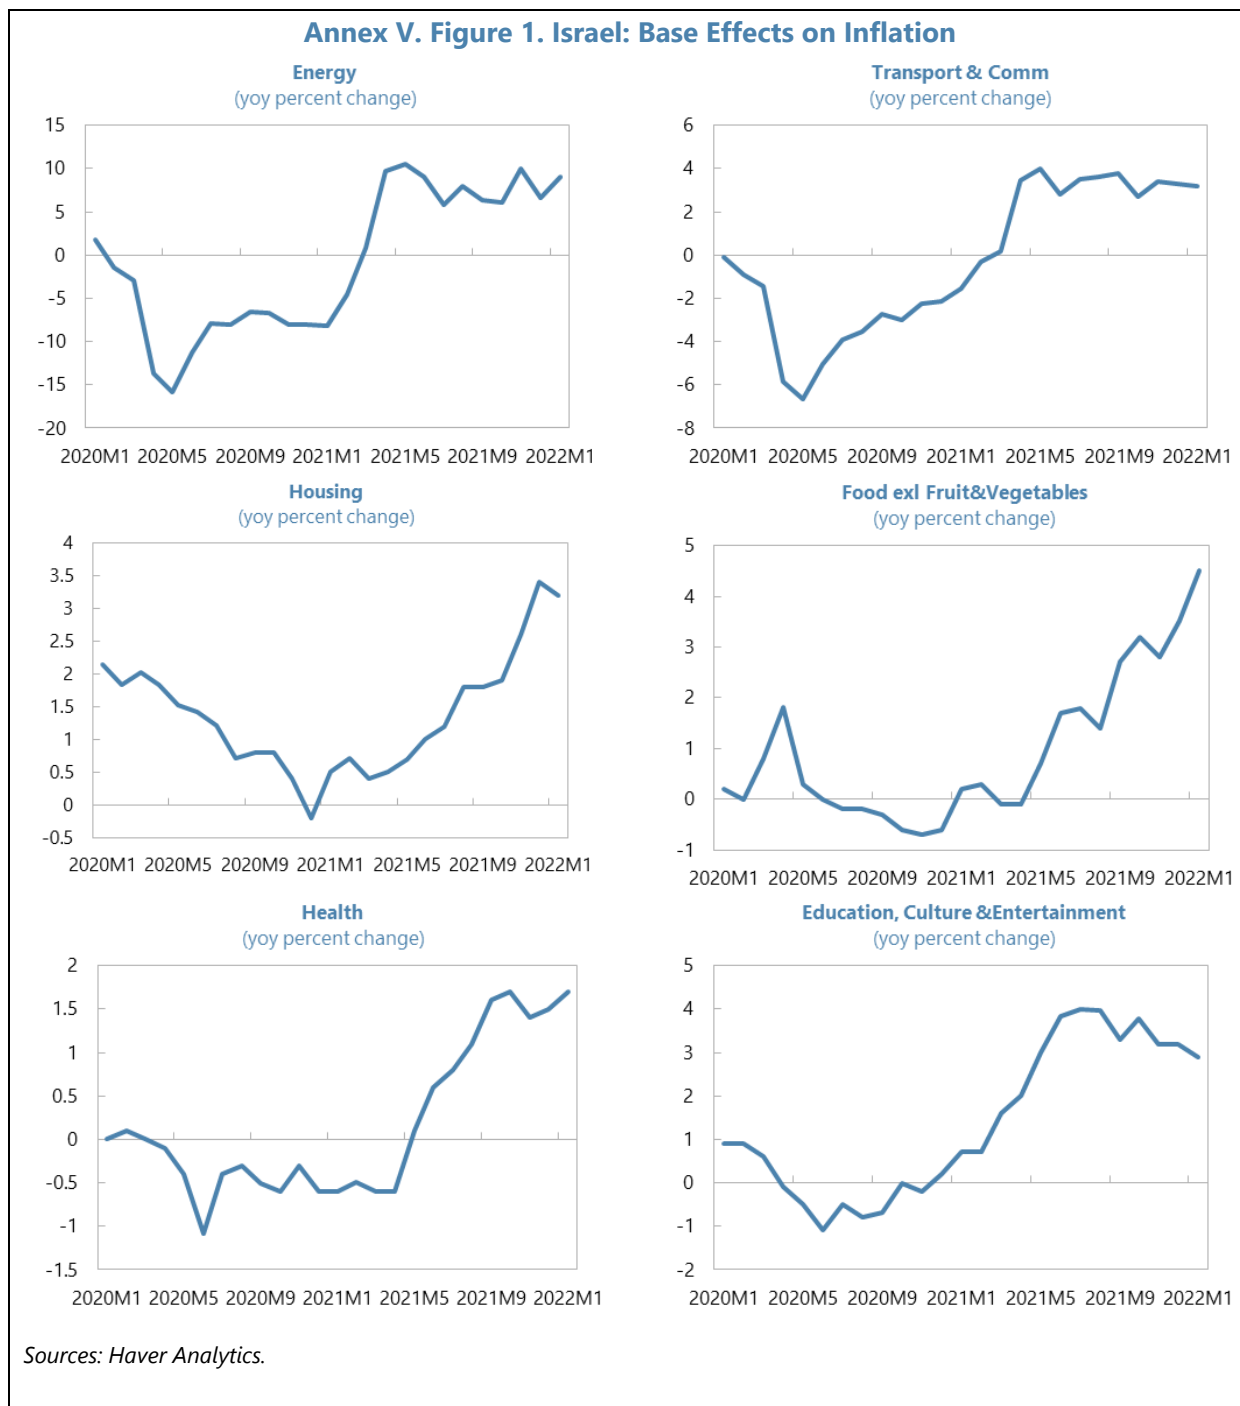 Annex V. Figure 1. Israel: Base Effects on Inflation
Energy
(yoy percent change)
15
10
5
0
-5
-10
-15
-20
2020M1 2020M5 2020M9 2021M1 2021M5 2021M9 2022M1
Transport & Comm
(yoy percent change)
6
4
2
0
-2
-4
-6
-8
2020M1 2020M5 2020M9 2021M1 2021M5 2021M9 2022M1
Housing
(yoy percent change)
4
3.5
3
2.5
2
1.5
1
0.5
0
-0.5
2020M1 2020M5 2020M9 2021M1 2021M5 2021M9 2022M1
Food exl Fruit&Vegetables
(yoy percent change)
5
4
3
2
1
0
-1
2020M1 2020M5 2020M9 2021M1 2021M5 2021M9 2022M1
Health
(yoy percent change)
2
1.5
1
0.5
0
-0.5
-1
-1.5
2020M1 2020M5 2020M9 2021M1 2021M5 2021M9 2022M1
Education, Culture &Entertainment
(yoy percent change)
5
4
3
2
1
0
-1
-2
2020M1 2020M5 2020M9 2021M1 2021M5 2021M9 2022M1
Sources: Haver Analytics.